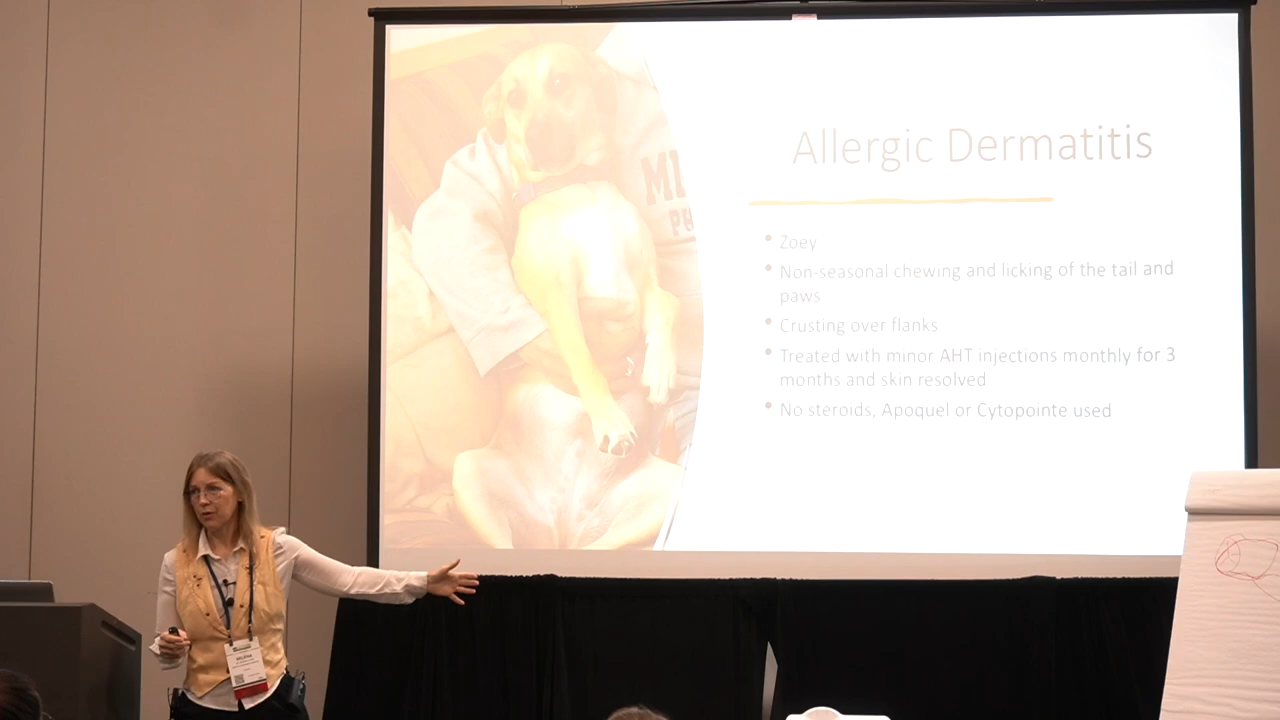 Allergic Dermatitis
• Zoey
• Non-seasonal chewing and licking of the tail and
paws
• Crusting over flanks
• Treated with minor AHT injections monthly for 3
months and skin resolved
• No steroids, Apoquel or Cytopointe used